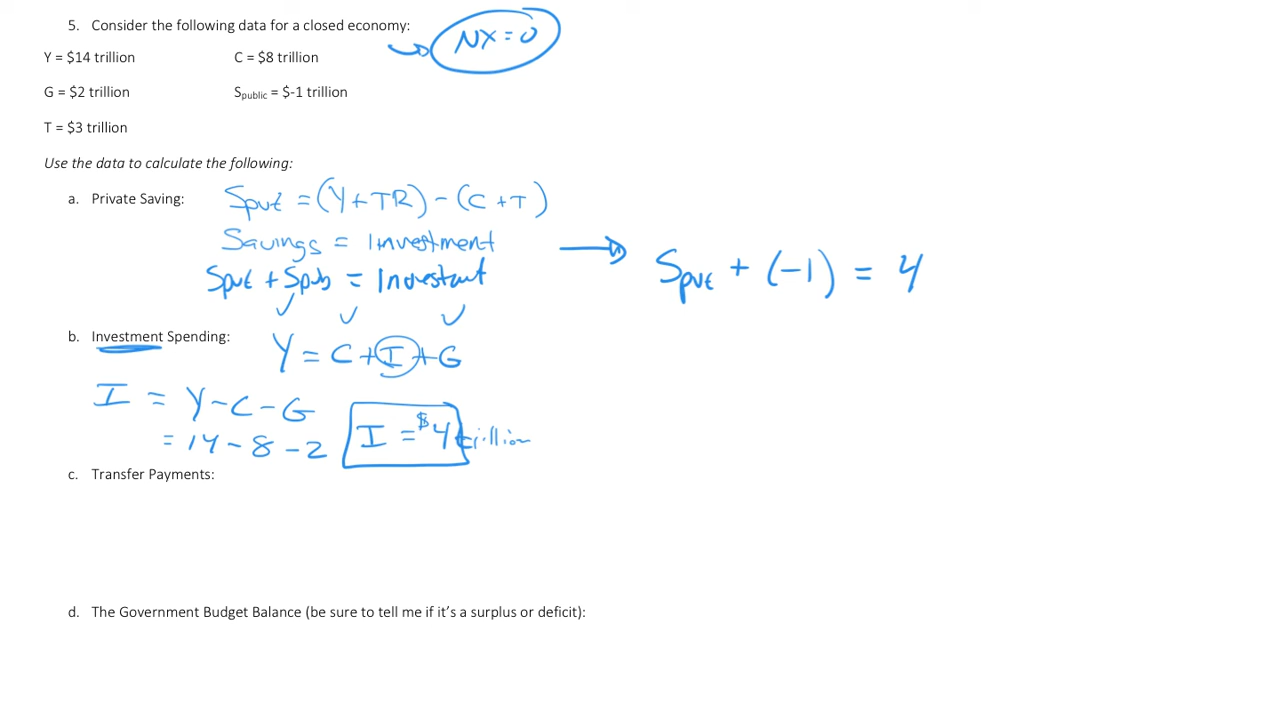 5. Consider the following data for a closed economy:
NX = 0
Y = $14 trillion C = $8 trillion
G = $2 trillion Spublic = $-1 trillion
T = $3 trillion
Use the data to calculate the following:
a. Private Saving: Spvt = (Y + TR) - (C + T)
Savings = Investment
Spvt + Spub = Investment
Spvt + (-1) = 4
b. Investment Spending: Y = C + I + G
I = Y - C - G
= 14 - 8 - 2 I = $4 trillion
c. Transfer Payments:
d. The Government Budget Balance (be sure to tell me if it’s a surplus or deficit):